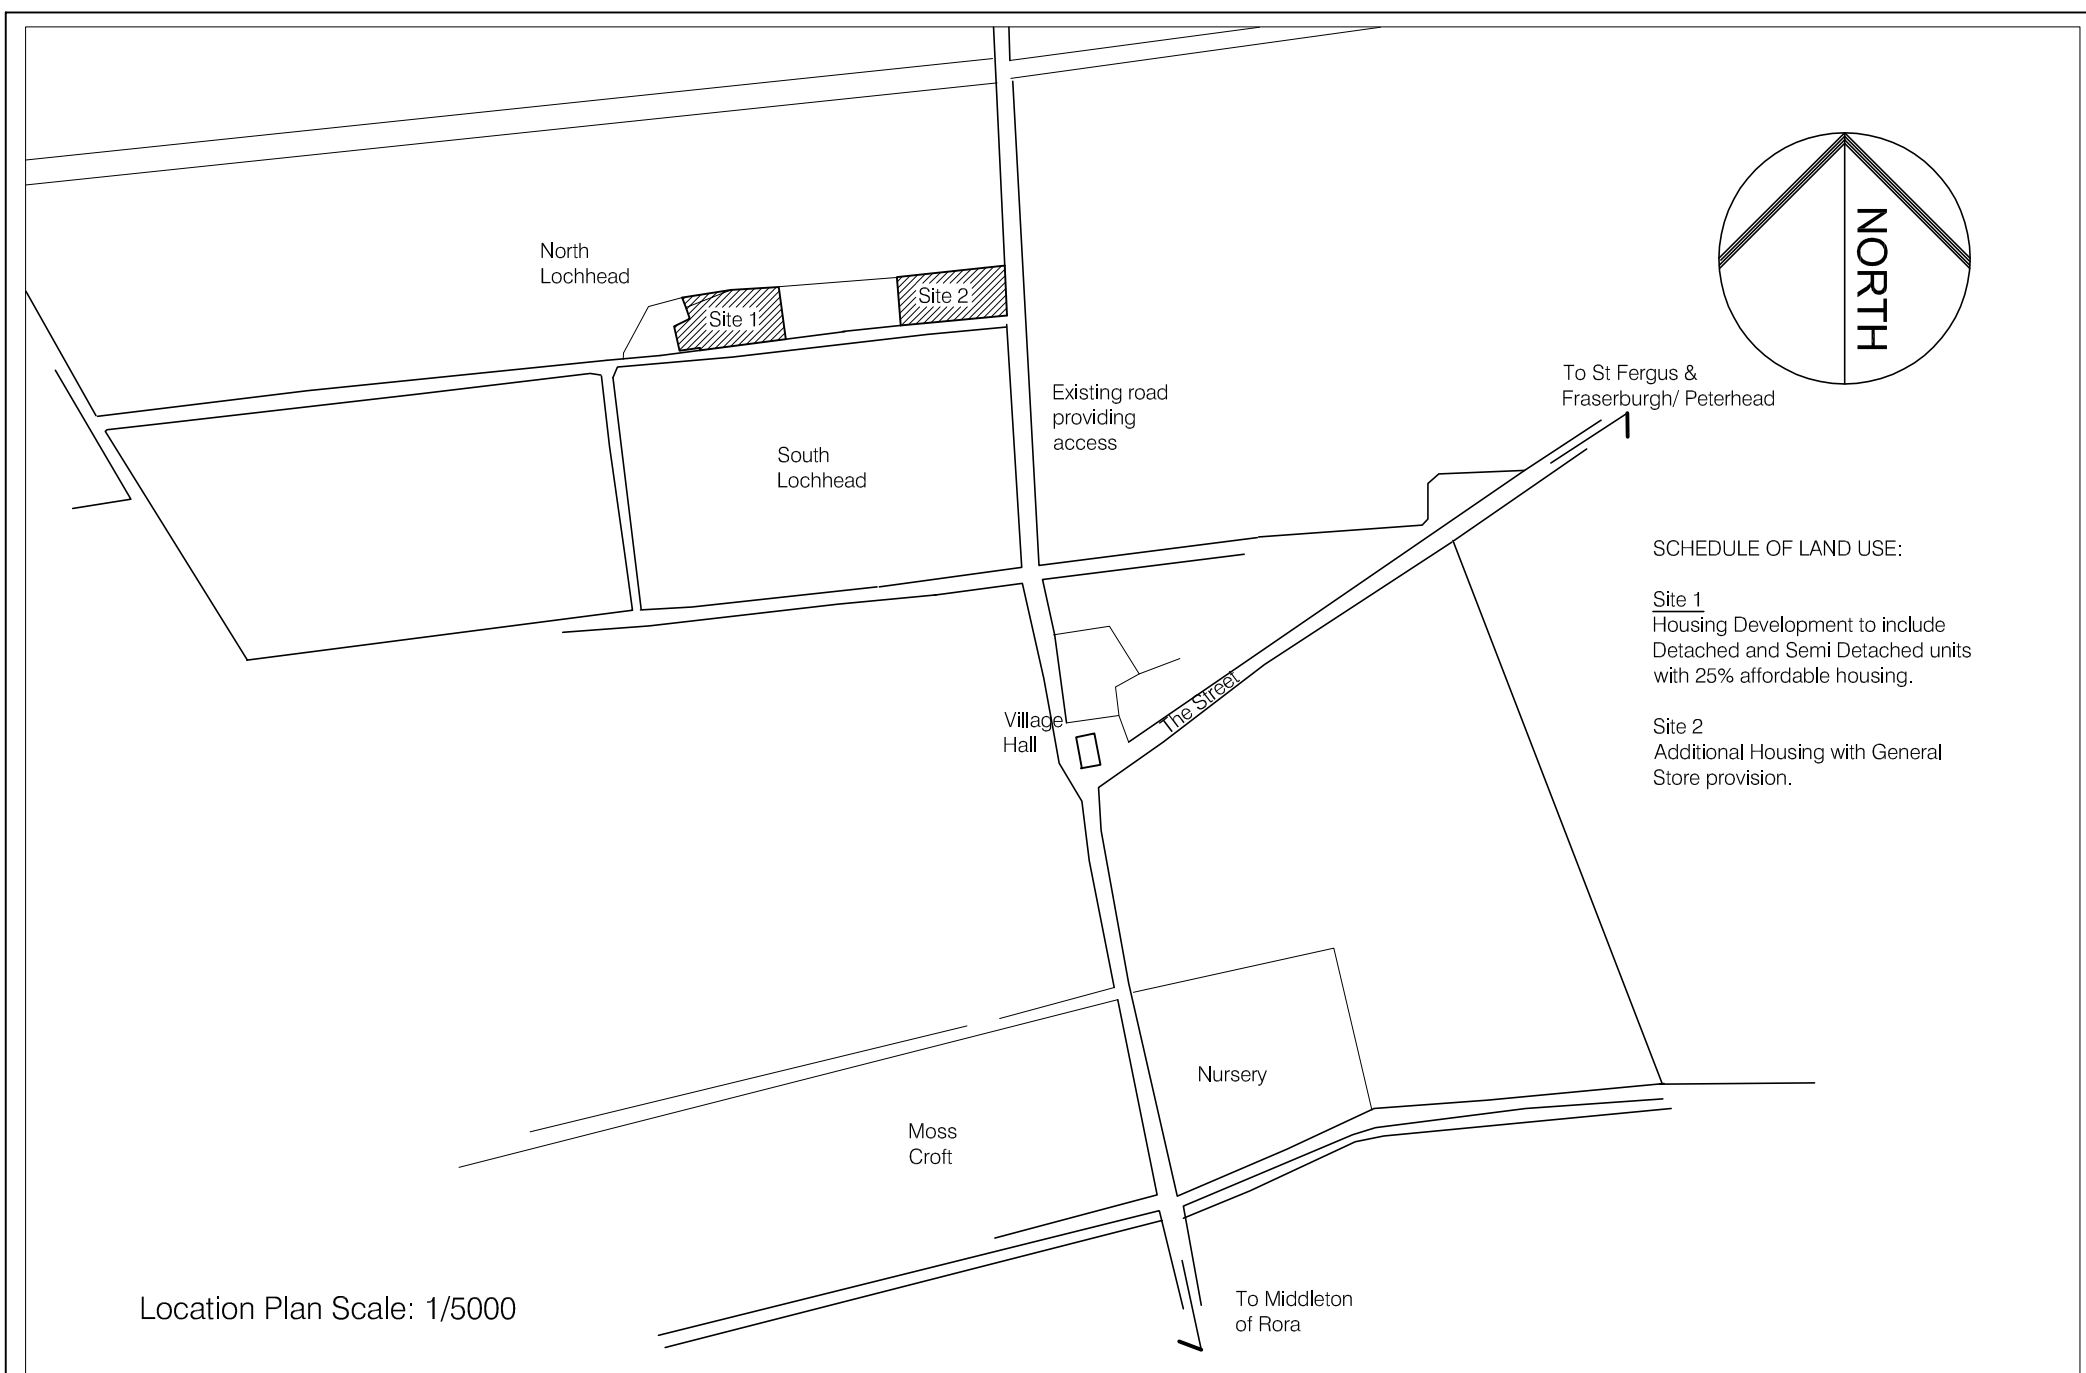 North
Lochhead
Site 1
Site 2
NORTH
To St Fergus &
Fraserburgh/ Peterhead
Existing road
providing
access
South
Lochhead
SCHEDULE OF LAND USE:
Site 1
Housing Development to include
Detached and Semi Detached units
with 25% affordable housing.
Site 2
Additional Housing with General
Store provision.
The Street
Village
Hall
Nursery
Moss
Croft
To Middleton
of Rora
Location Plan Scale: 1/5000